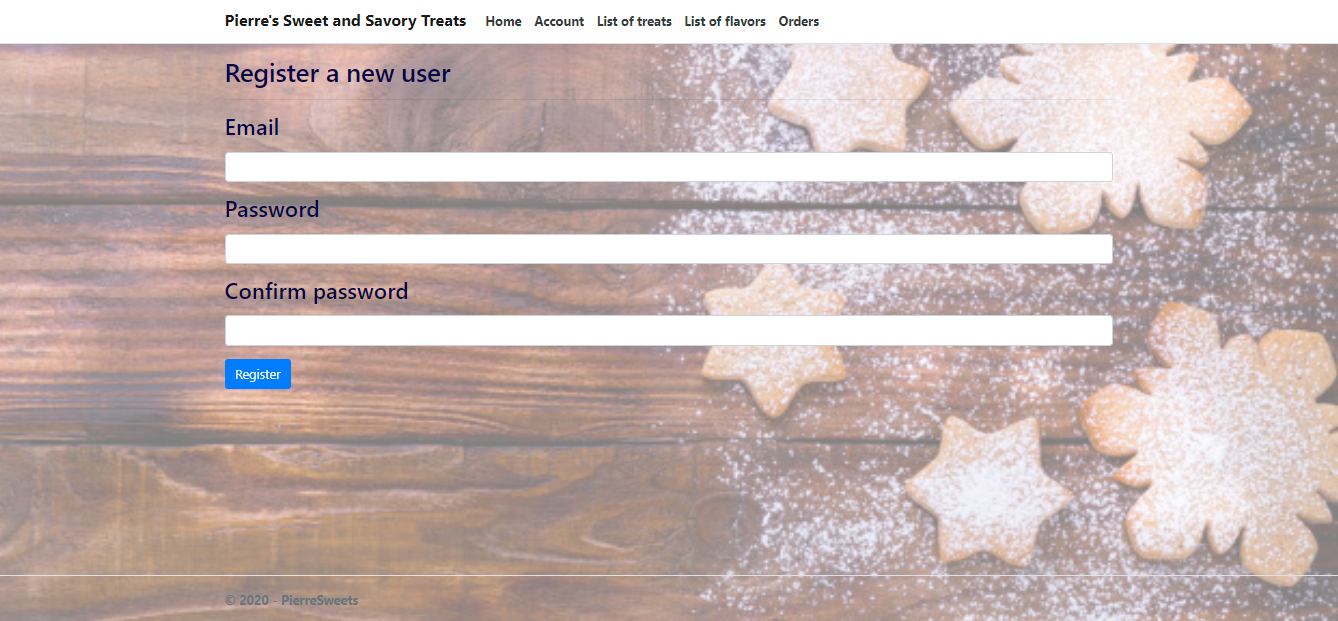 Pierre's Sweet and Savory Treats Home Account List of treats List of flavors Orders
Register a new user
Email
Password
Confirm password
Register
© 2020 - PierreSweets